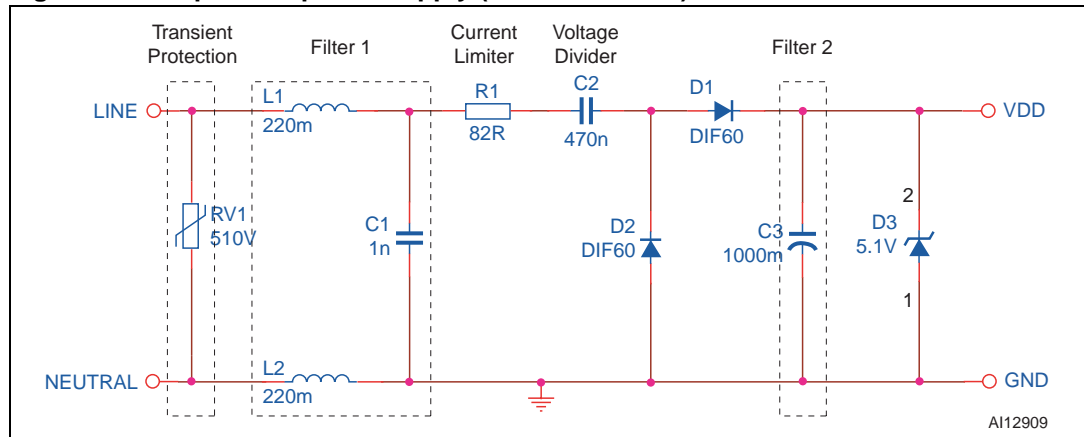 Transient
Protection
Filter 1
Current
Limiter
Voltage
Divider
Filter 2
LINE
L1
220m
R1
82R
C2
470n
D1
DIF60
VDD
RV1
510V
C1
1n
D2
DIF60
C3
1000m
2
D3
5.1V
1
NEUTRAL
L2
220m
GND
AI12909